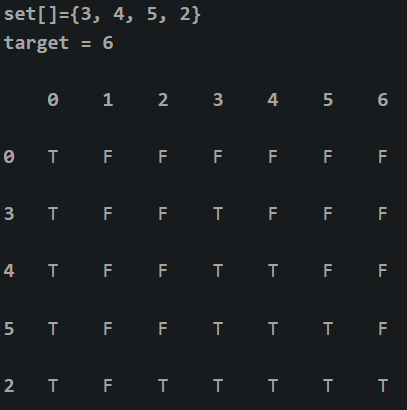 set[]={3, 4, 5, 2}
target = 6
0 1 2 3 4 5 6
0 T F F F F F F
3 T F F T F F F
4 T F F T T F F
5 T F F T T T F
2 T F T T T T T